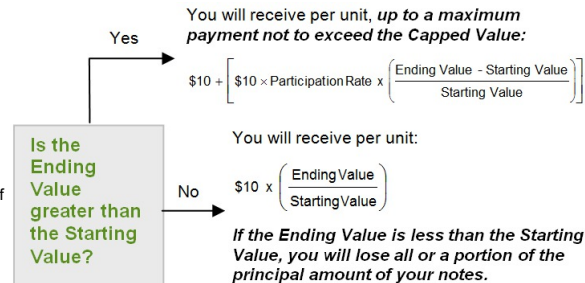 You will receive per unit, up to a maximum
payment not to exceed the Capped Value:
Yes
$10 + [ $10 × Participation Rate x ( Ending Value - Starting Value / Starting Value ) ]
Is the
Ending
Value
greater than
the Starting
Value?
f
No
You will receive per unit:
$10 x ( Ending Value / Starting Value )
If the Ending Value is less than the Starting
Value, you will lose all or a portion of the
principal amount of your notes.